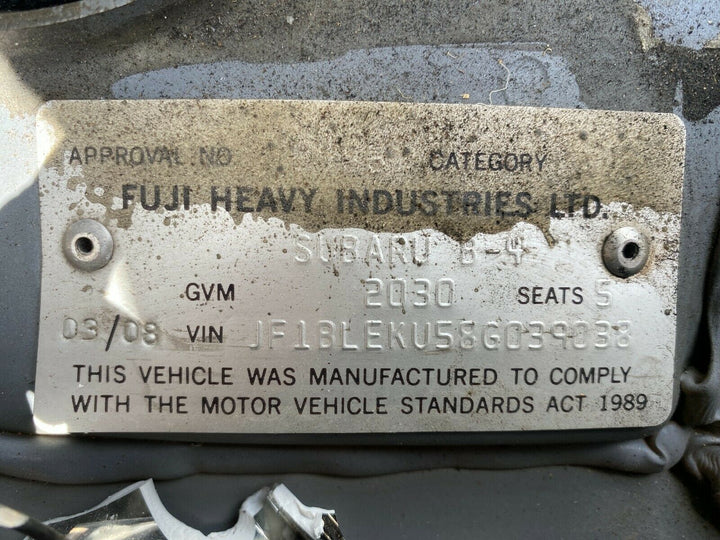 APPROVAL NO CATEGORY
FUJI HEAVY INDUSTRIES LTD.
SUBARU B-4
GVM 2030 SEATS 5
03/08 VIN JF1BLEKU58G039038
THIS VEHICLE WAS MANUFACTURED TO COMPLY
WITH THE MOTOR VEHICLE STANDARDS ACT 1989